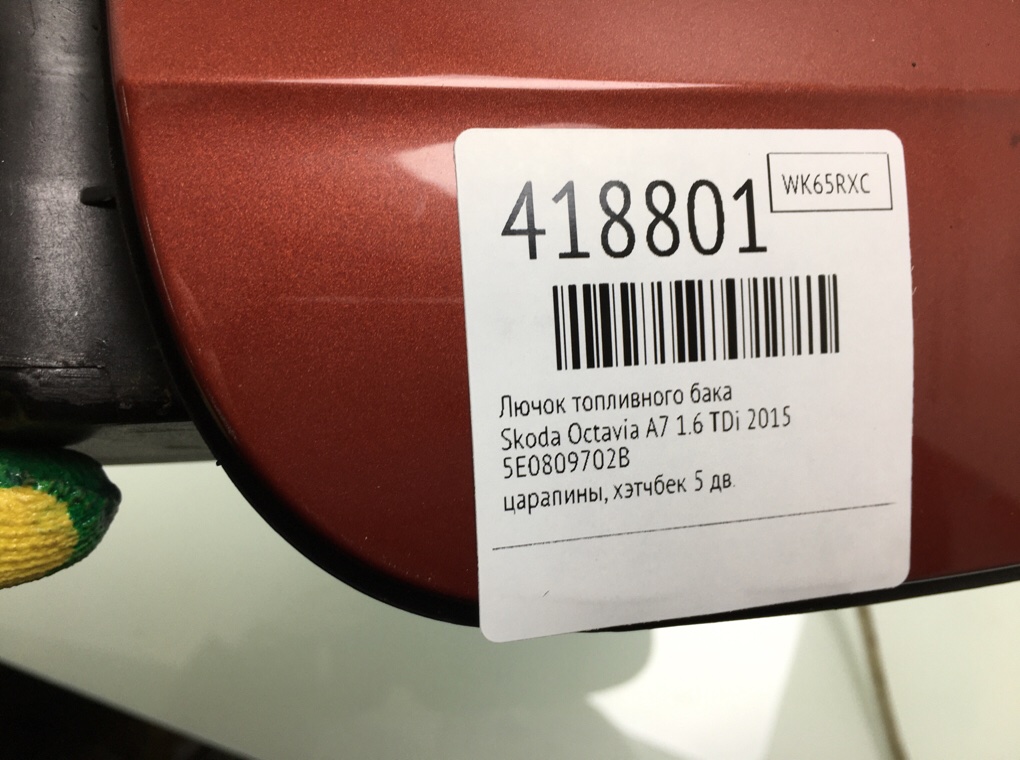 418801
WK65RXC
Лючок топливного бака
Skoda Octavia A7 1.6 TDi 2015
5E0809702B
царапины, хэтчбек 5 дв.